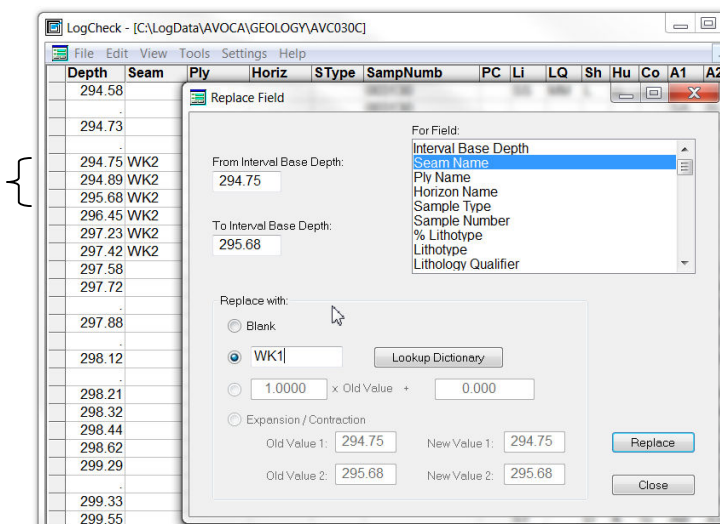 LogCheck - [C:\LogData\AVOCA\GEOLOGY\AVC030C]
File Edit View Tools Settings Help
Depth Seam Ply Horiz SType SampNumb PC Li LQ Sh Hu Co A1 A2
294.58
.
294.73
.
294.75 WK2
294.89 WK2
295.68 WK2
296.45 WK2
297.23 WK2
297.42 WK2
297.58
297.72
.
297.88
.
298.12
.
298.21
298.32
298.44
298.62
299.29
.
299.33
299.55
Replace Field
For Field:
Interval Base Depth
Seam Name
Ply Name
Horizon Name
Sample Type
Sample Number
% Lithotype
Lithotype
Lithology Qualifier
From Interval Base Depth:
294.75
To Interval Base Depth:
295.68
Replace with:
Blank
WK1 Lookup Dictionary
1.0000 x Old Value + 0.000
Expansion / Contraction
Old Value 1: 294.75 New Value 1: 294.75
Old Value 2: 295.68 New Value 2: 295.68
Replace
Close